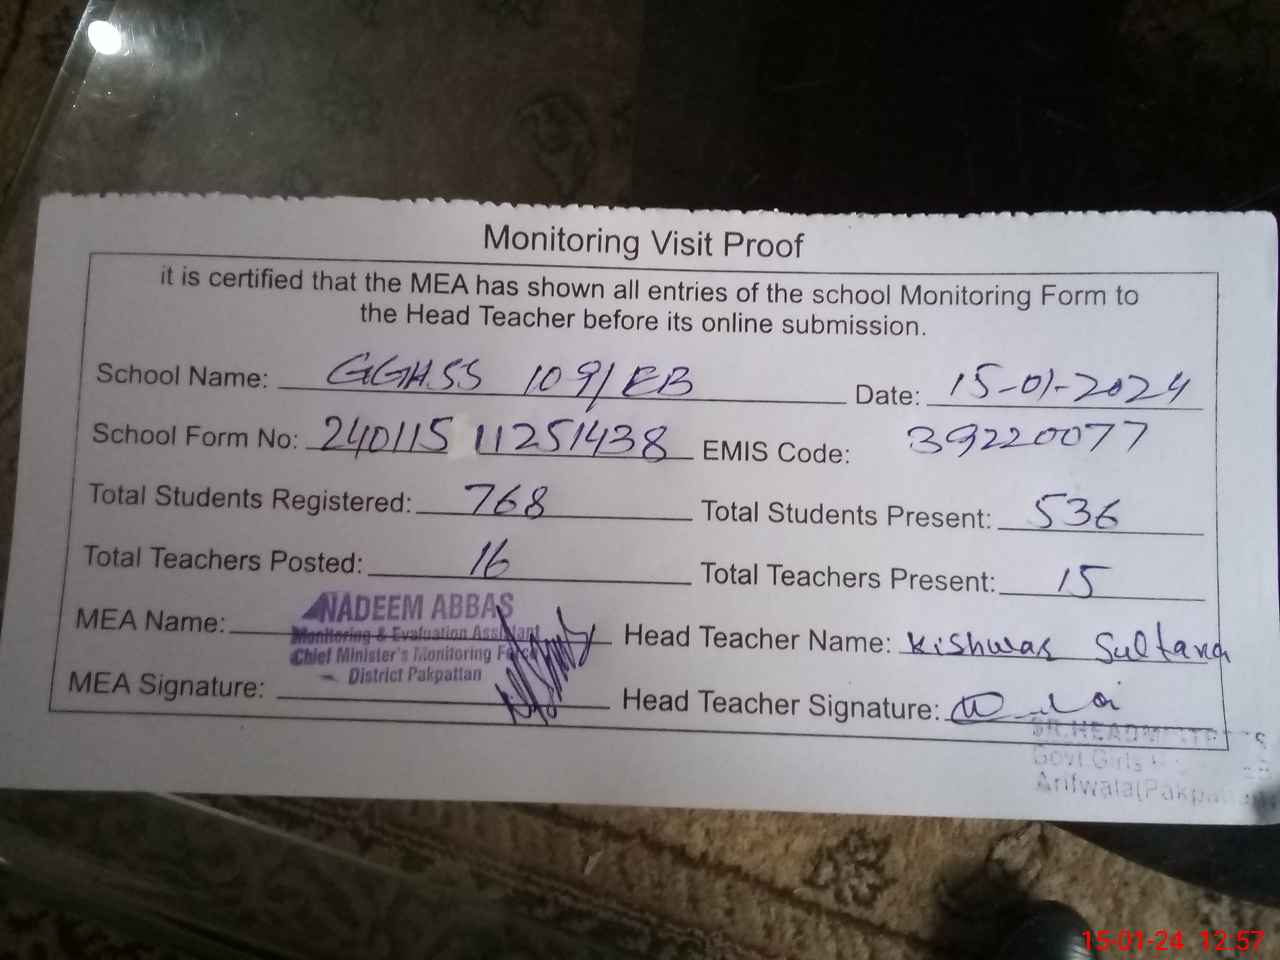 Monitoring Visit Proof
it is certified that the MEA has shown all entries of the school Monitoring Form to
the Head Teacher before its online submission.
School Name: GGHSS 109/EB Date: 15-01-2024
School Form No: 240115 11251438 EMIS Code: 39220077
Total Students Registered: 768 Total Students Present: 536
Total Teachers Posted: 16 Total Teachers Present: 15
MEA Name: NADEEM ABBAS Head Teacher Name: Kishwar Sultana
Monitoring & Evaluation Assistant
Chief Minister's Monitoring Force
District Pakpattan
MEA Signature: Head Teacher Signature:
SR.HEADMISTRESS
Govt.Girls
Arifwala(Pakpattan
15-01-24 12:57